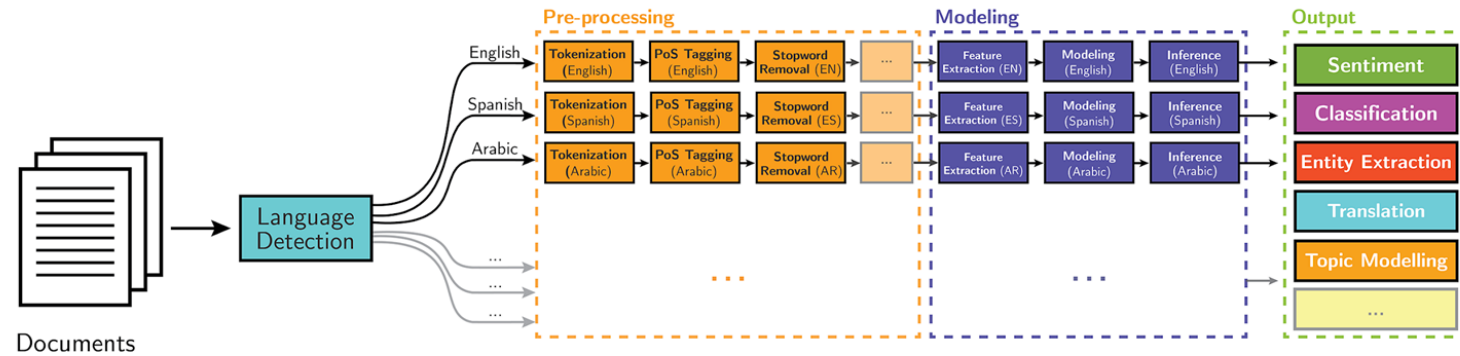 Pre-processing
Modeling
Output
English
Tokenization
(English)
PoS Tagging
(English)
Stopword
Removal (EN)
...
Feature
Extraction (EN)
Modeling
(English)
Inference
(English)
Sentiment
Spanish
Tokenization
(Spanish)
PoS Tagging
(Spanish)
Stopword
Removal (ES)
...
Feature
Extraction (ES)
Modeling
(Spanish)
Inference
(Spanish)
Classification
Arabic
Tokenization
(Arabic)
PoS Tagging
(Arabic)
Stopword
Removal (AR)
...
Feature
Extraction (AR)
Modeling
(Arabic)
Inference
(Arabic)
Entity Extraction
Language
Detection
Translation
...
...
...
...
...
Topic Modelling
...
Documents